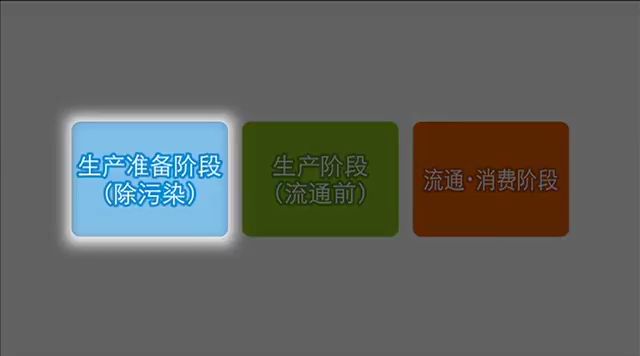 生产准备阶段
（除污染）
生产阶段
（流通前）
流通·消费阶段